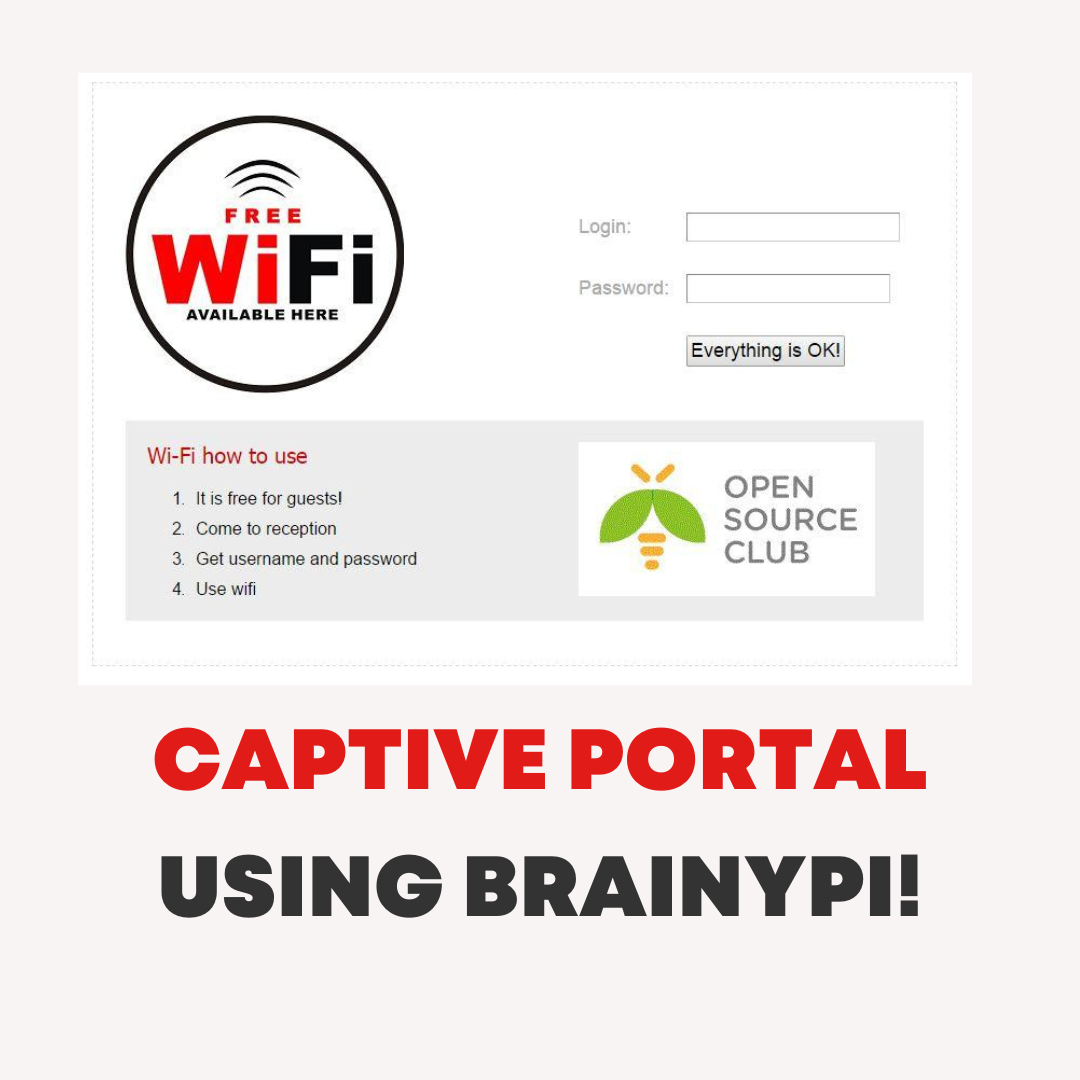 FREE
WiFi
AVAILABLE HERE
Login:
Password:
Everything is OK!
Wi-Fi how to use
1. It is free for guests!
2. Come to reception
3. Get username and password
4. Use wifi
OPEN
SOURCE
CLUB
CAPTIVE PORTAL
USING BRAINYPI!